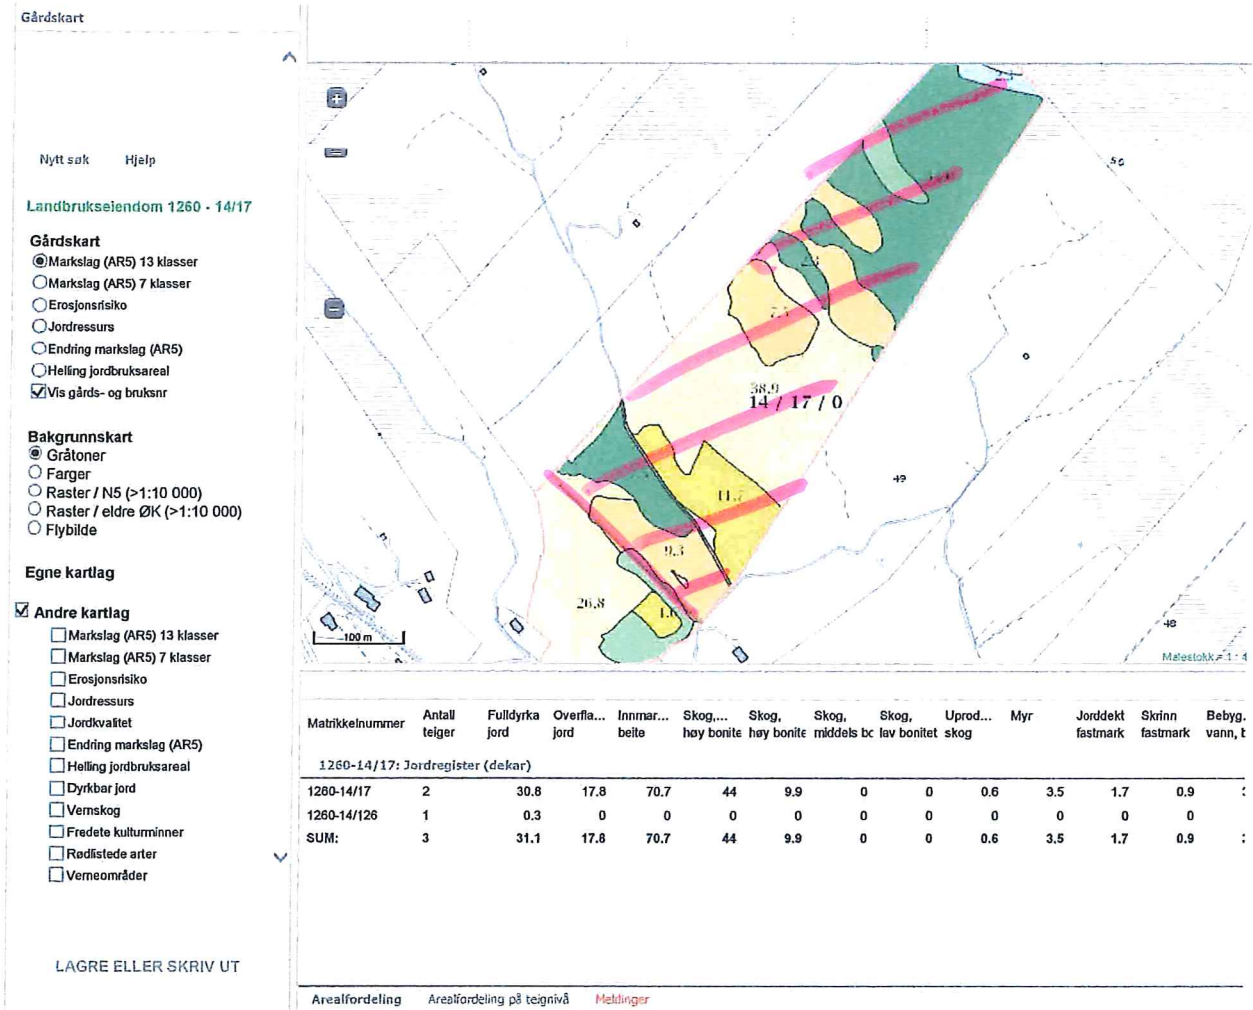 Gårdskart
Nytt søk Hjelp
Landbrukseiendom 1260 - 14/17
Gårdskart
Markslag (AR5) 13 klasser
Markslag (AR5) 7 klasser
Erosjonsrisiko
Jordressurs
Endring markslag (AR5)
Helling jordbruksareal
Vis gårds- og bruksnr
Bakgrunnskart
Gråtoner
Farger
Raster / N5 (>1:10 000)
Raster / eldre ØK (>1:10 000)
Flybilde
Egne kartlag
Andre kartlag
Markslag (AR5) 13 klasser
Markslag (AR5) 7 klasser
Erosjonsrisiko
Jordressurs
Jordkvalitet
Endring markslag (AR5)
Helling jordbruksareal
Dyrkbar jord
Vernskog
Fredete kulturminner
Rødlistede arter
Verneområder
LAGRE ELLER SKRIV UT
50
38.9
14 / 17 / 0
49
11.7
9.3
26.8
1.6
48
100 m
Målestokk = 1 : 4
Matrikkelnummer Antall teiger Fulldyrka jord Overfla... jord Innmar... beite Skog,... høy bonite Skog, høy bonite Skog, middels bc Skog, lav bonitet Uprod... skog Myr Jorddekt fastmark Skrinn fastmark Bebyg. vann, b
1260-14/17: Jordregister (dekar)
1260-14/17 2 30.8 17.8 70.7 44 9.9 0 0 0.6 3.5 1.7 0.9
1260-14/126 1 0.3 0 0 0 0 0 0 0 0 0 0
SUM: 3 31.1 17.8 70.7 44 9.9 0 0 0.6 3.5 1.7 0.9
Arealfordeling Arealfordeling på teignivå Meldinger